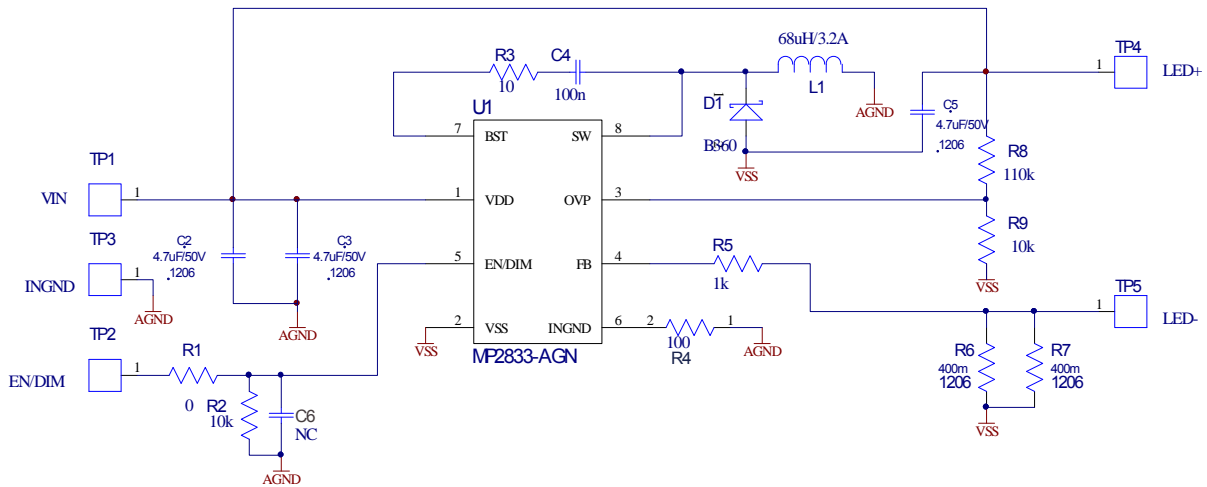 68uH/3.2A
TP4
R3
C4
1
LED+
L1
10
100n
AGND
U1
D1
1
C5
4.7uF/50V
.1206
7
BST
SW
8
B860
VSS
R8
110k
TP1
VIN
1
1
VDD
OVP
3
TP3
C2
4.7uF/50V
.1206
C3
4.7uF/50V
.1206
R9
10k
5
EN/DIM
FB
4
R5
1k
INGND
1
AGND
VSS
TP5
1
LED-
TP2
AGND
2
VSS
INGND
6
2
1
100
R4
AGND
VSS
MP2833-AGN
R6
400m
1206
R7
400m
1206
EN/DIM
1
R1
0
R2
10k
C6
NC
VSS
AGND